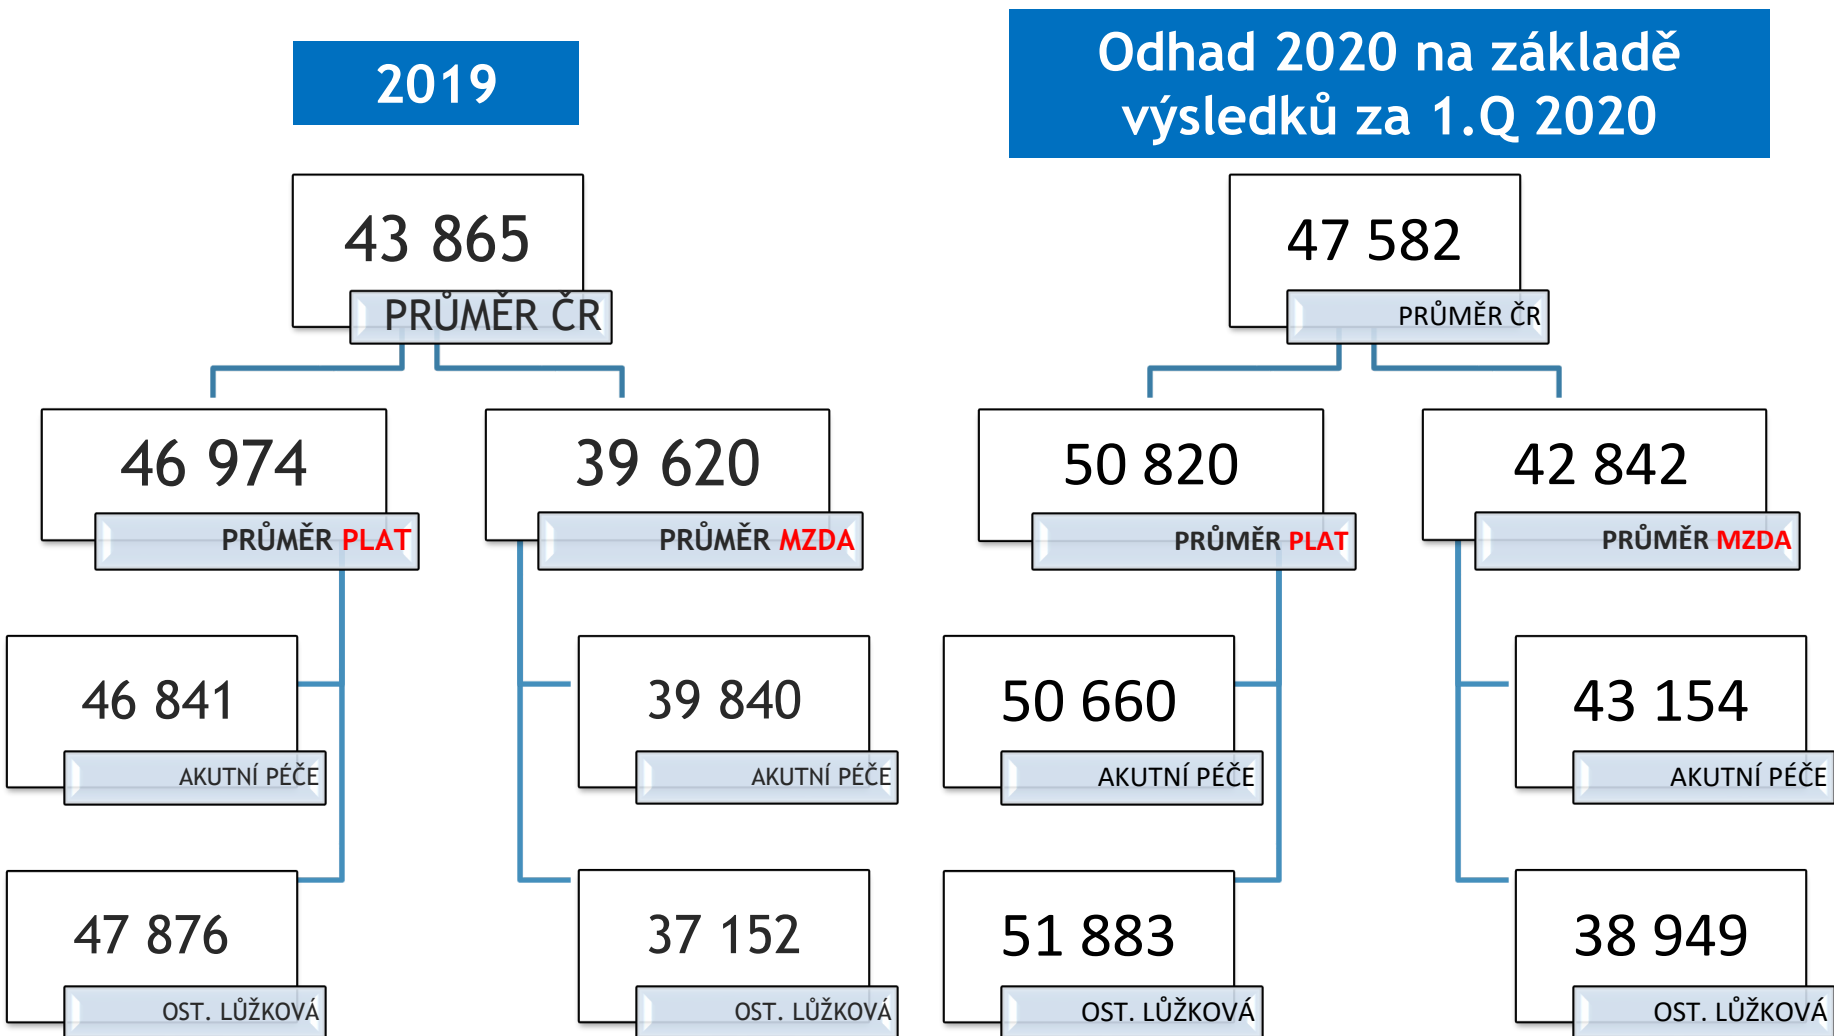 2019
43 865
PRŮMĚR ČR
46 974
PRŮMĚR PLAT
39 620
PRŮMĚR MZDA
46 841
AKUTNÍ PÉČE
39 840
AKUTNÍ PÉČE
47 876
OST. LŮŽKOVÁ
37 152
OST. LŮŽKOVÁ
Odhad 2020 na základě
výsledků za 1.Q 2020
47 582
PRŮMĚR ČR
50 820
PRŮMĚR PLAT
42 842
PRŮMĚR MZDA
50 660
AKUTNÍ PÉČE
43 154
AKUTNÍ PÉČE
51 883
OST. LŮŽKOVÁ
38 949
OST. LŮŽKOVÁ